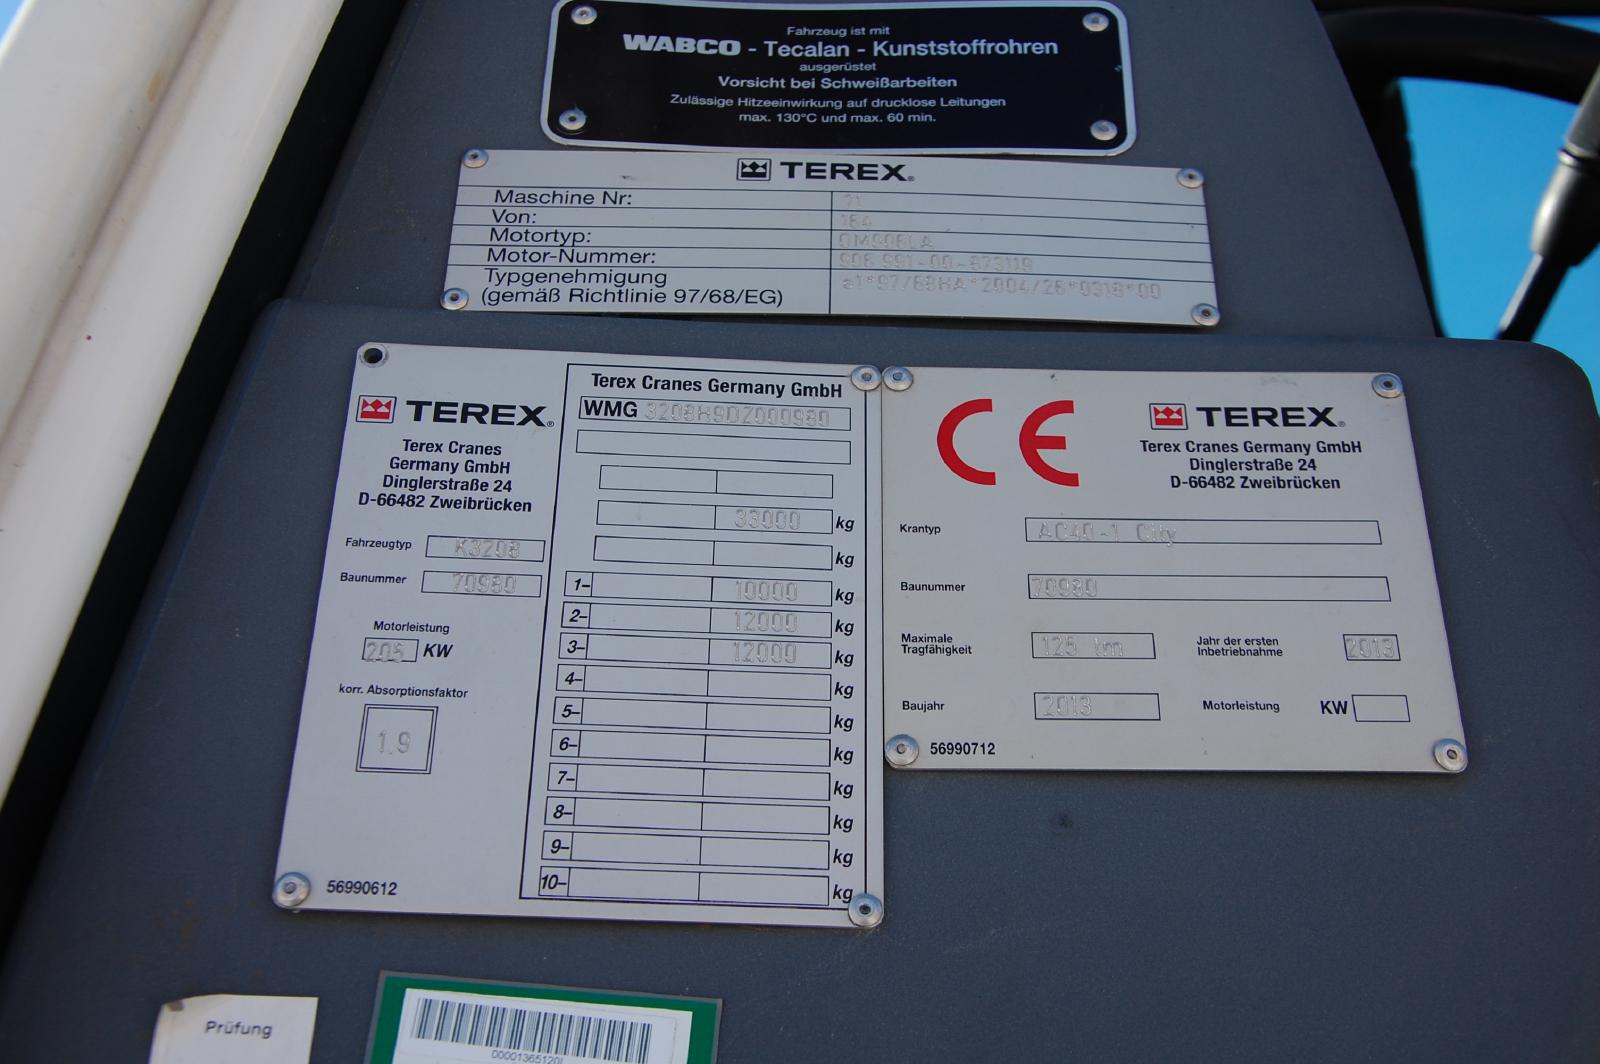 Fahrzeug ist mit
WABCO - Tecalan - Kunststoffrohren
ausgerüstet
Vorsicht bei Schweißarbeiten
Zulässige Hitzeeinwirkung auf drucklose Leitungen
max. 130°C und max. 60 min.
TEREX®
Maschine Nr: 71
Von: 184
Motortyp: OM906LA
Motor-Nummer:
Typgenehmigung
(gemäß Richtlinie 97/68/EG)
TEREX®
Terex Cranes
Germany GmbH
Dinglerstraße 24
D-66482 Zweibrücken
Fahrzeugtyp K3208
Baunummer 70980
Motorleistung
205 KW
korr. Absorptionsfaktor
1.9
56990612
Terex Cranes Germany GmbH
WMG 3208H9DZ000980
33000 kg
kg
1- 10000 kg
2- 12000 kg
3- 12000 kg
4- kg
5- kg
6- kg
7- kg
8- kg
9- kg
10- kg
CE
TEREX®
Terex Cranes Germany GmbH
Dinglerstraße 24
D-66482 Zweibrücken
Krantyp AC40-1 City
Baunummer 70980
Maximale
Tragfähigkeit 125 tm
Jahr der ersten
Inbetriebnahme 2013
Baujahr 2013
Motorleistung KW
56990712
Prüfung